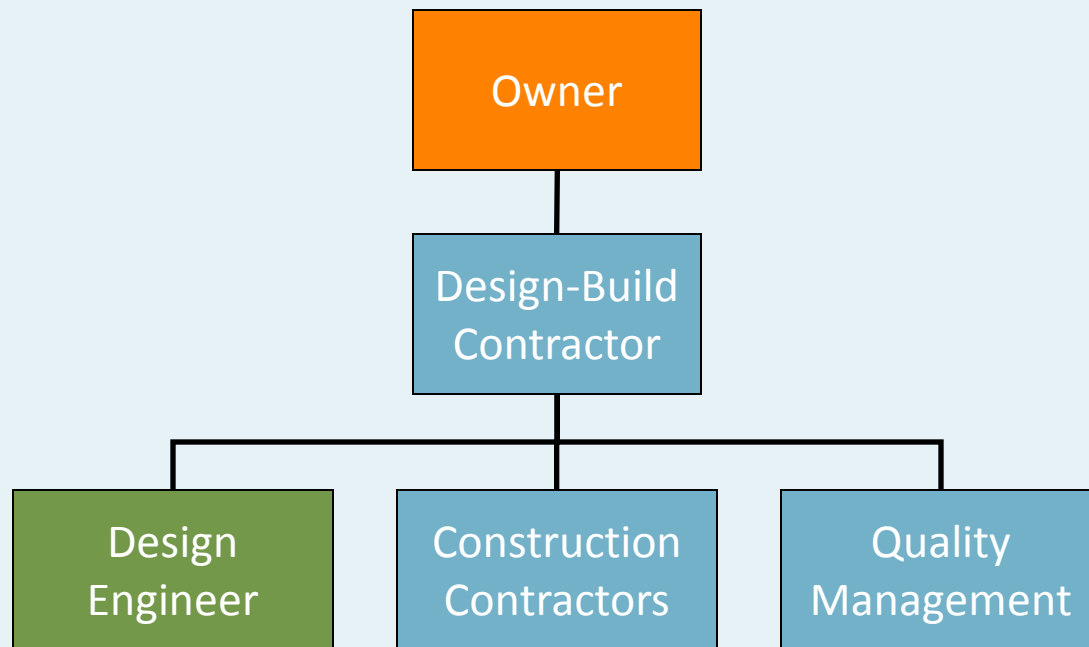 Owner
Design-Build
Contractor
Design
Engineer
Construction
Contractors
Quality
Management